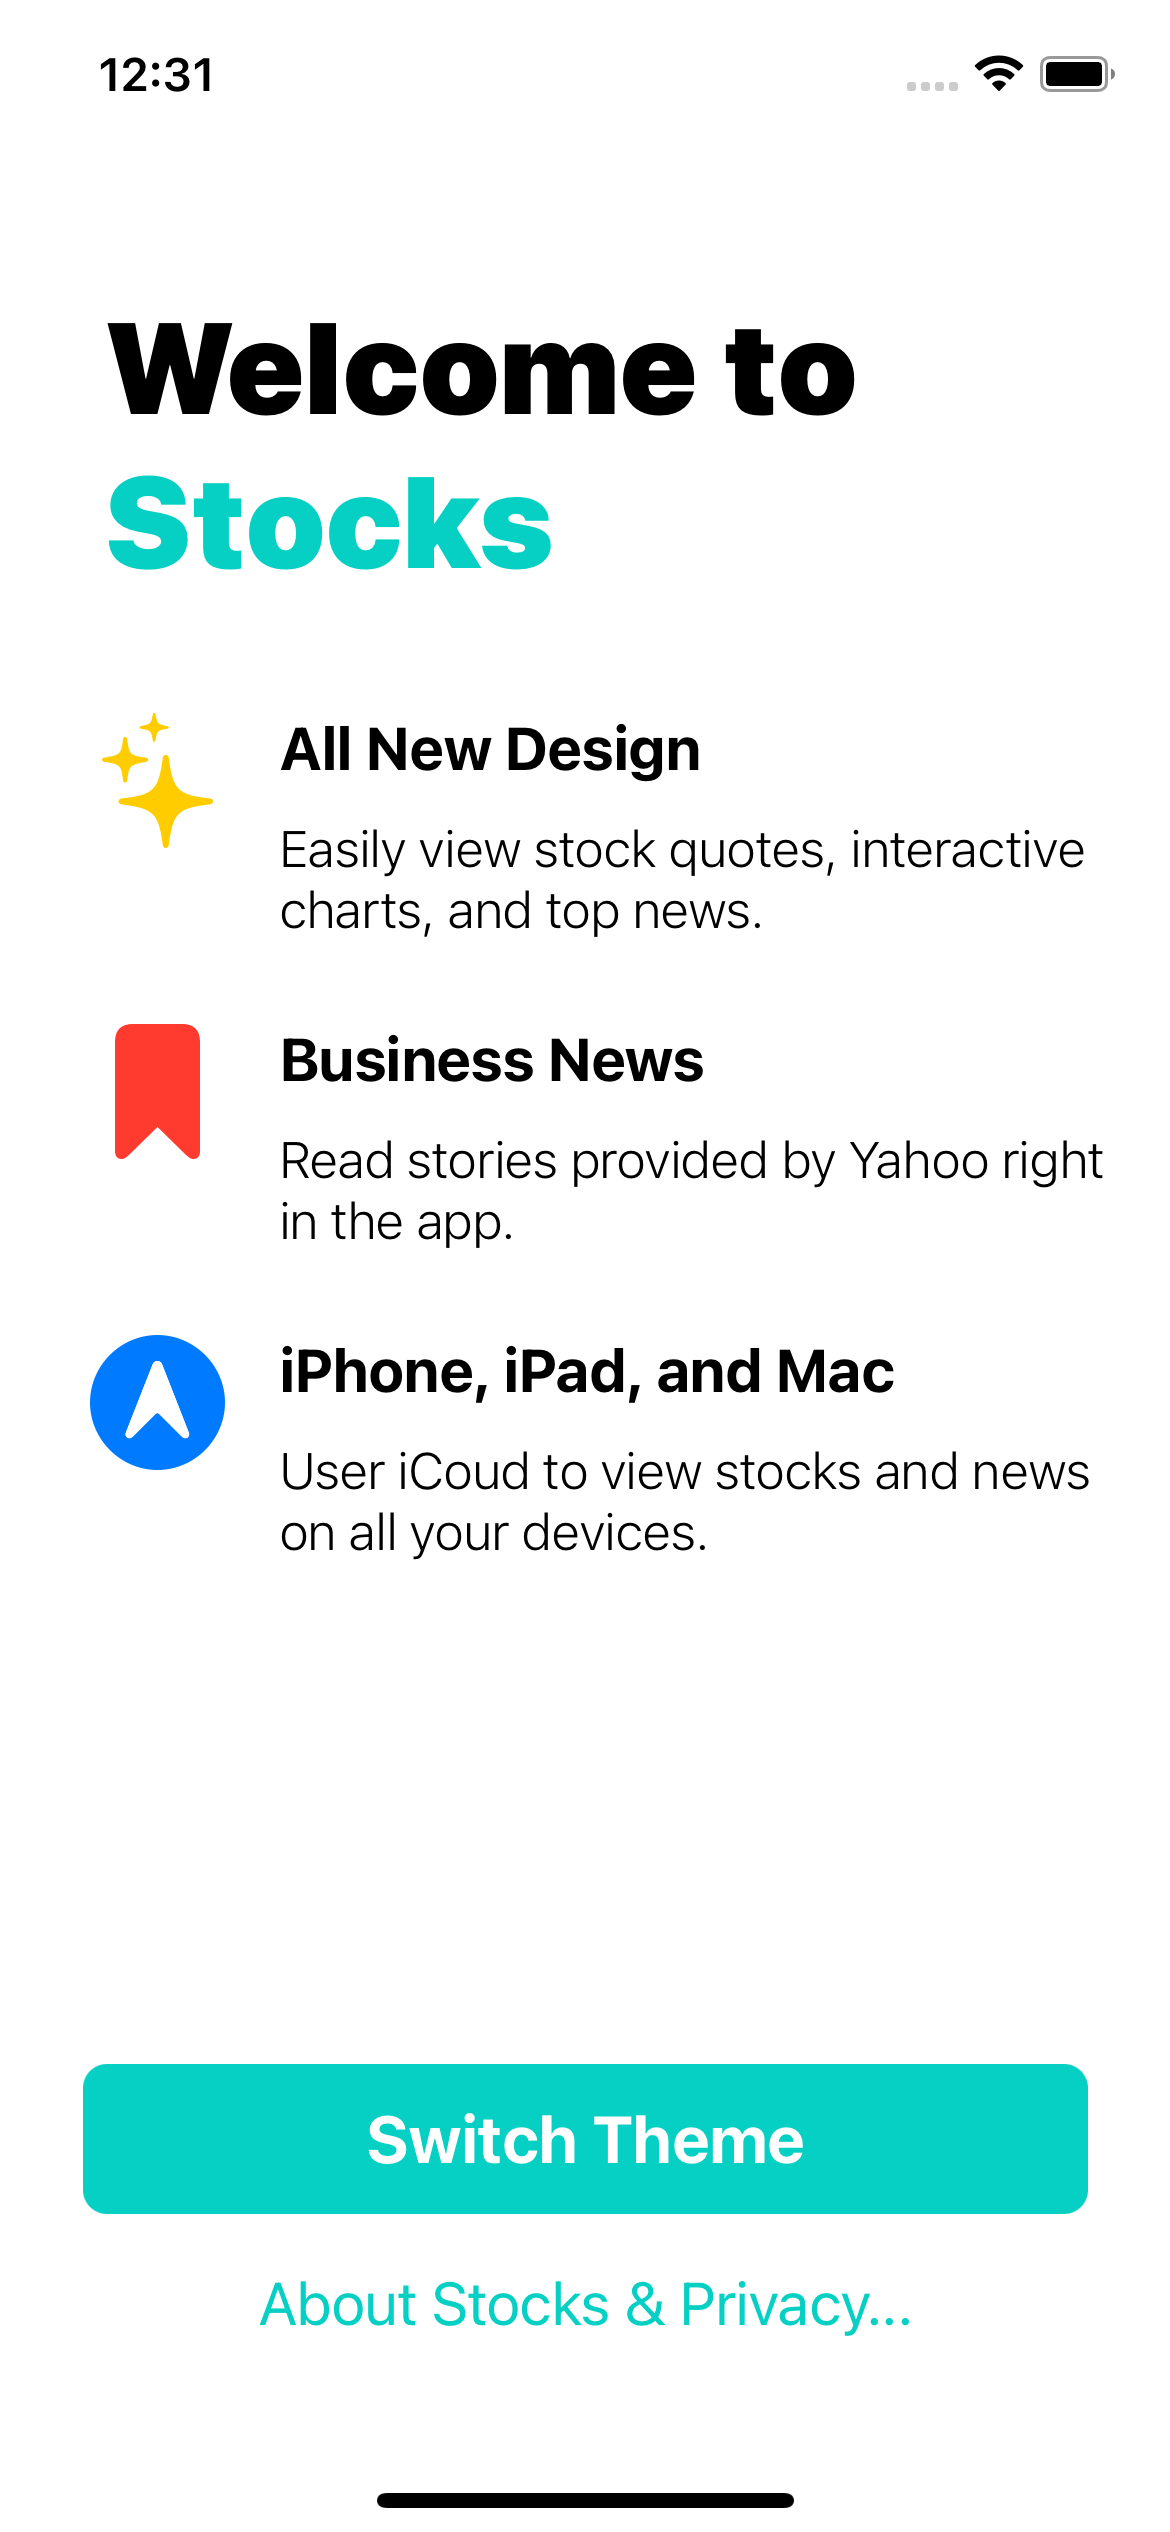 12:31
Welcome to
Stocks
All New Design
Easily view stock quotes, interactive
charts, and top news.
Business News
Read stories provided by Yahoo right
in the app.
iPhone, iPad, and Mac
User iCoud to view stocks and news
on all your devices.
Switch Theme
About Stocks & Privacy...